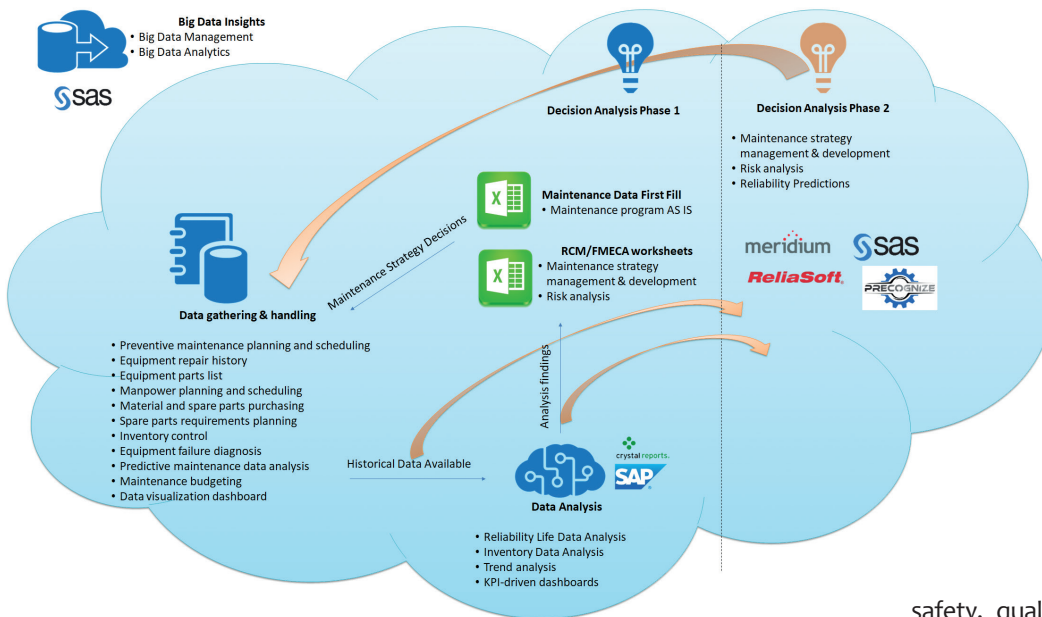 Big Data Insights
• Big Data Management
• Big Data Analytics
sas
Decision Analysis Phase 1
Decision Analysis Phase 2
• Maintenance strategy
management & development
• Risk analysis
• Reliability Predictions
X
Maintenance Data First Fill
• Maintenance program AS IS
X
RCM/FMECA worksheets
• Maintenance strategy
management & development
• Risk analysis
meridium
sas
ReliaSoft
PRECOGNIZE
Maintenance Strategy Decisions
Data gathering & handling
• Preventive maintenance planning and scheduling
• Equipment repair history
• Equipment parts list
• Manpower planning and scheduling
• Material and spare parts purchasing
• Spare parts requirements planning
• Inventory control
• Equipment failure diagnosis
• Predictive maintenance data analysis
• Maintenance budgeting
• Data visualization dashboard
Historical Data Available
Analysis findings
crystal reports.
SAP
Data Analysis
• Reliability Life Data Analysis
• Inventory Data Analysis
• Trend analysis
• KPI-driven dashboards
safety, qual